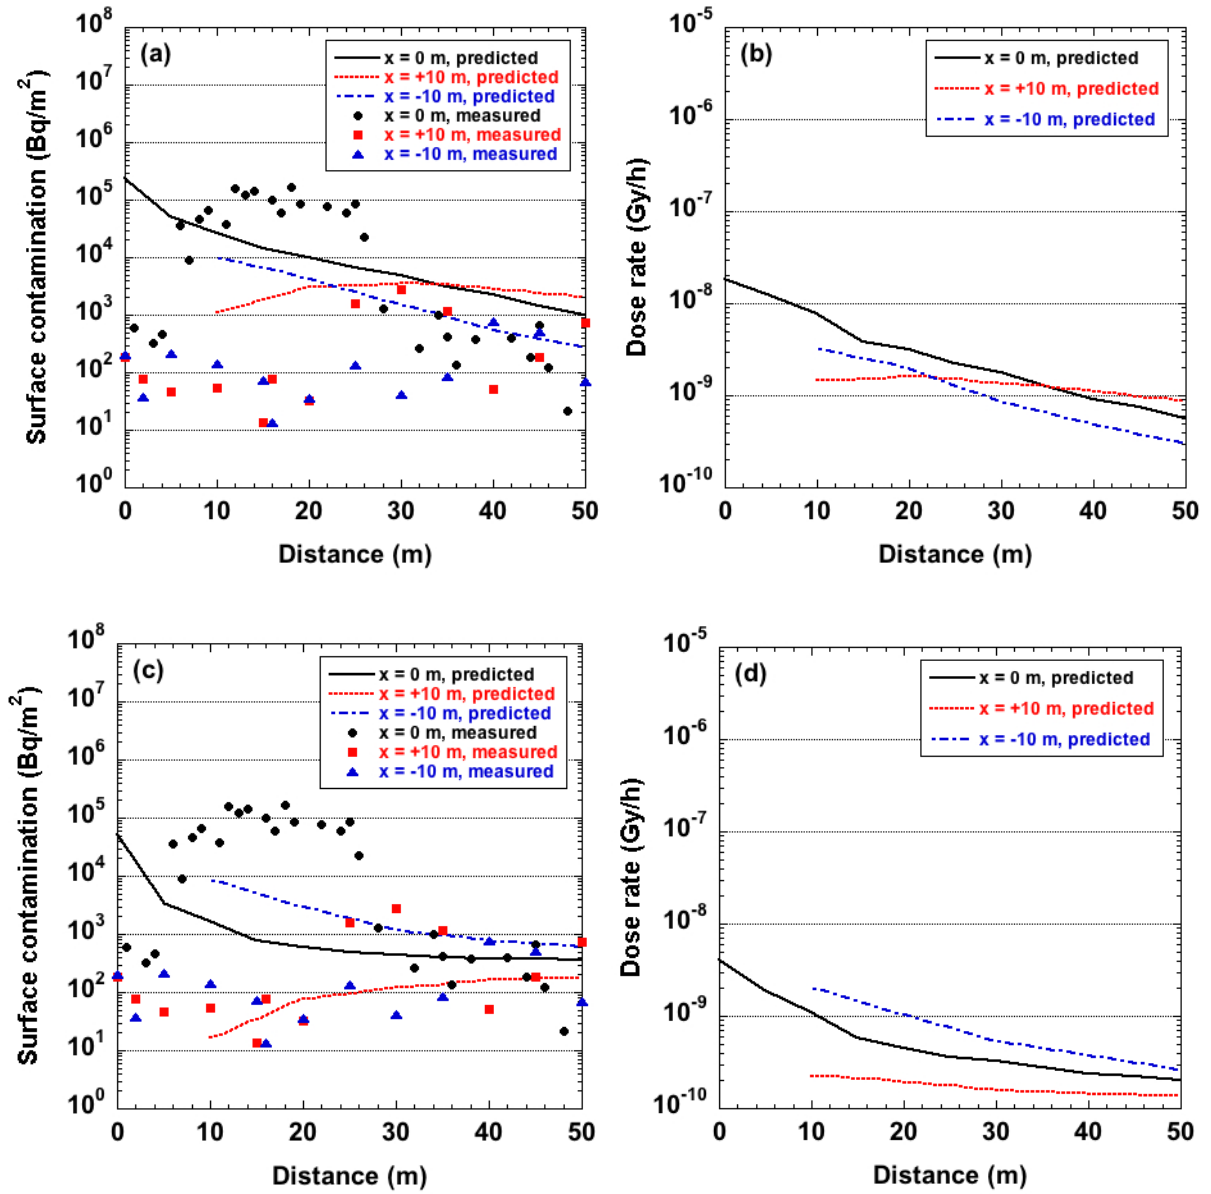 (a)
x = 0 m, predicted
x = +10 m, predicted
x = -10 m, predicted
x = 0 m, measured
x = +10 m, measured
x = -10 m, measured
10^8
10^7
10^6
10^5
10^4
10^3
10^2
10^1
10^0
Surface contamination (Bq/m^2)
0 10 20 30 40 50
Distance (m)
(b)
x = 0 m, predicted
x = +10 m, predicted
x = -10 m, predicted
10^-5
10^-6
10^-7
10^-8
10^-9
10^-10
Dose rate (Gy/h)
0 10 20 30 40 50
Distance (m)
(c)
x = 0 m, predicted
x = +10 m, predicted
x = -10 m, predicted
x = 0 m, measured
x = +10 m, measured
x = -10 m, measured
10^8
10^7
10^6
10^5
10^4
10^3
10^2
10^1
10^0
Surface contamination (Bq/m^2)
0 10 20 30 40 50
Distance (m)
(d)
x = 0 m, predicted
x = +10 m, predicted
x = -10 m, predicted
10^-5
10^-6
10^-7
10^-8
10^-9
10^-10
Dose rate (Gy/h)
0 10 20 30 40 50
Distance (m)